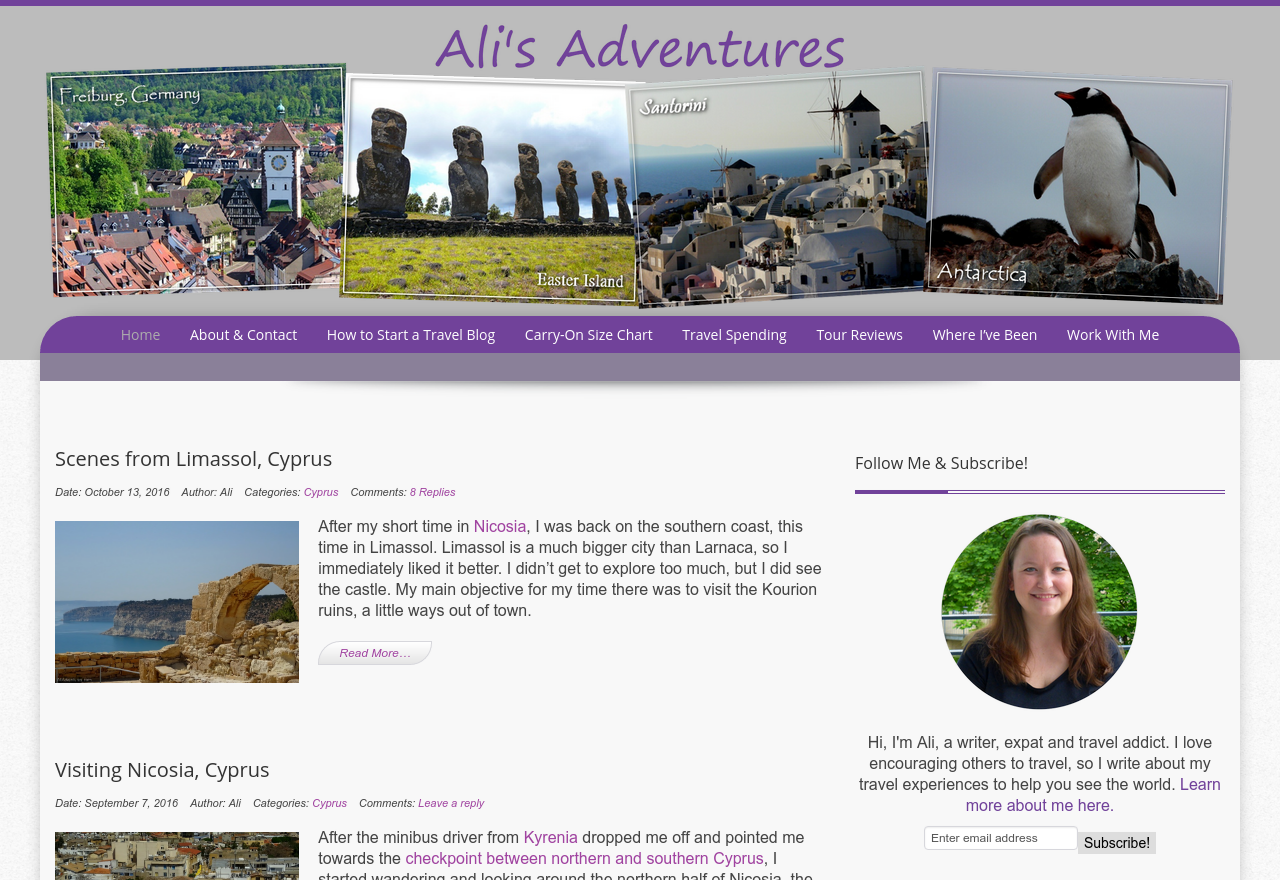 Ali's Adventures
Freiburg, Germany
Easter Island
Santorini
Antarctica
Home
About & Contact
How to Start a Travel Blog
Carry-On Size Chart
Travel Spending
Tour Reviews
Where I’ve Been
Work With Me
Scenes from Limassol, Cyprus
Date: October 13, 2016 Author: Ali Categories: Cyprus Comments: 8 Replies
After my short time in Nicosia, I was back on the southern coast, this
time in Limassol. Limassol is a much bigger city than Larnaca, so I
immediately liked it better. I didn’t get to explore too much, but I did see
the castle. My main objective for my time there was to visit the Kourion
ruins, a little ways out of town.
Read More…
Visiting Nicosia, Cyprus
Date: September 7, 2016 Author: Ali Categories: Cyprus Comments: Leave a reply
After the minibus driver from Kyrenia dropped me off and pointed me
towards the checkpoint between northern and southern Cyprus, I
started wandering and looking around the northern half of Nicosia, the
Follow Me & Subscribe!
Hi, I'm Ali, a writer, expat and travel addict. I love
encouraging others to travel, so I write about my
travel experiences to help you see the world. Learn
more about me here.
Enter email address
Subscribe!